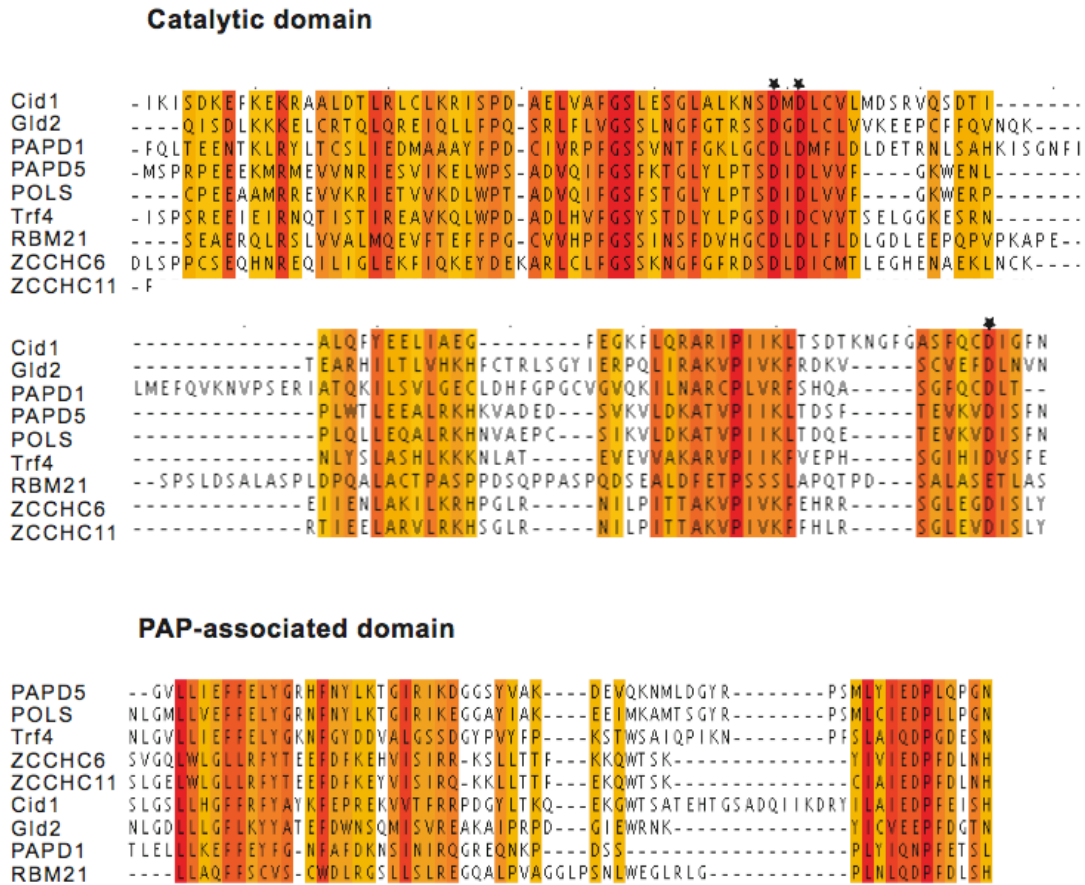 Catalytic domain
Cid1 -IKISDKEFKEKRAALDTLRLCLKRISPD-AELVAFGSLESGLALKNSDMDLCVLMDSRVQSDTI-------
Gld2 ----QISDLKKKELCRTQLQREIQLLFPQ-SRLFLVGSSLNGFGTRSSDGDLCLVVKEEPCFFQVNQK----
PAPD1 -FQLTEENTKLRYLTCSLIEDMAAAYFPD-CIVRPFGSSVNTFGKLGCDLDMFLDLDETRNLSAHKISGNFI
PAPD5 -MSPRPEEEKMRMEVVNRIESVIKELWPS-ADVQIFGSFKTGLYLPTSDIDLVVF----GKWENL-------
POLS ----CPEEAAMRREVVKRIETVVKDLWPT-ADVQIFGSFSTGLYLPTSDIDLVVF----GKWERP-------
Trf4 -ISPSREEIEIRNQTISTIREAVKQLWPD-ADLHVFGSYSTDLYLPGSDIDCVVTSELGGKESRN-------
RBM21 ----SEAERQLRSLVVALMQEVFTEFFPG-CVVHPFGSSINSFDVHGCDLDLFLDLGDLEEPQPVPKAPE-
ZCCHC6 DLSPPCSEQHNREQILIGLEKFIQKEYDEKARLCLFGSSKNGFGFRDSDLDICMTLEGHENAEKLNCK----
ZCCHC11 -F
Cid1 --------------ALQFYEELIAEG--------FEGKFLQRARIPIIKLTSDTKNGFGASFQCDIGFN
Gld2 -------------TEARHILTLVHKHFCTRLSGYIERPQLIRAKVPIIKFRDKV-----SCVEFDLNVN
PAPD1 LMEFQVKNVPSERIATQKILSVLGECLDHFGPGCVGVQKILNARCPLVRFSHQA-----SGFQCDLT--
PAPD5 --------------PLWTLEEALRKHKVADED---SVKVLDKATVPIIKLTDSF-----TEVKVDISFN
POLS --------------PLQLLEQALRKHNVAEPC---SIKVLDKATVPIIKLTDQE-----TEVKVDISFN
Trf4 --------------NLYSLASHLKKKNLAT-----EVEVVAKARVPIIKFVEPH-----SGIHIDVSFE
RBM21 --SPSLDSALASPLDPQALACTPASPPDSQPPASPQDSEALDFETPSSSLAPQTPD---SALASETLAS
ZCCHC6 -------------EIIENLAKILKRHPGLR-----NILPITTAKVPIVKFEHRR-----SGLEGDISLY
ZCCHC11 -------------RTIEELARVLRKHSGLR-----NILPITTAKVPIVKFFHLR-----SGLEVDISLY
PAP-associated domain
PAPD5 --GVLLIEFFELYGRHFNYLKTGIRIKDGGSYVAK----DEVQKNMLDGYR-------PSMLYIEDPLQPGN
POLS NLGMLLVEFFELYGRNFNYLKTGIRIKEGGAYIAK----EEIMKAMTSGYR-------PSMLCIEDPLLPGN
Trf4 NLGVLLIEFFELYGKNFGYDDVALGSSDGYPVYFP----KSTWSAIQPIKN-------PFSLAIQDPGDESN
ZCCHC6 SVGQLWLGLLRFYTEEFDFKEHVISIRR-KSLLTTF---KKQWTSK-----------YIVIEDPFDLNH
ZCCHC11 SLGELWLGLLRFYTEEFDFKEYVISIRR-KKLLTTF---EKQWTSK-----------CIAIEDPFDLNH
Cid1 SLGSLLHGFFRFYAYKFEPREKVVTFRRPDGYLTKQ---EKGWTSATEHTGSADQIIKDRYILAIEDPFEISH
Gld2 NLGDLLLGFLKYYATEFDWNSQMISVREAKAIPRPD---GIEWRNK-----------YICVEEPFDGTN
PAPD1 TLELLLKEFFEYFG-NFAFDKNSINIRQGREQNKP----DSS--------------PLYIQNPFETSL
RBM21 ----LLAQFFSCVS-CWDLRGSLLSLREGQALPVAGGLPSNLWEGLRLG--------PLNLQDPFDLSH